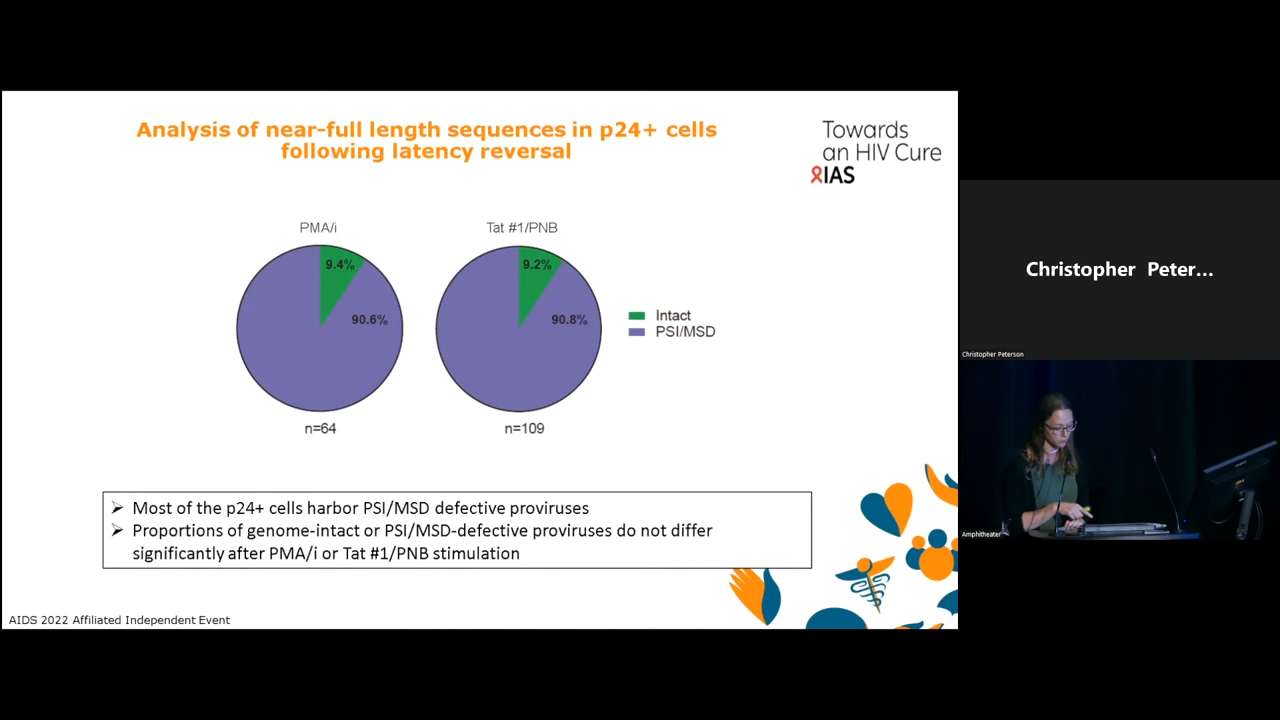 Analysis of near-full length sequences in p24+ cells
following latency reversal
Towards
an HIV Cure
IAS
PMA/i
Tat #1/PNB
9.4%
90.6%
9.2%
90.8%
Intact
PSI/MSD
n=64
n=109
Most of the p24+ cells harbor PSI/MSD defective proviruses
Proportions of genome-intact or PSI/MSD-defective proviruses do not differ
significantly after PMA/i or Tat #1/PNB stimulation
AIDS 2022 Affiliated Independent Event
Christopher Peter...
Christopher Peterson
Amphitheater